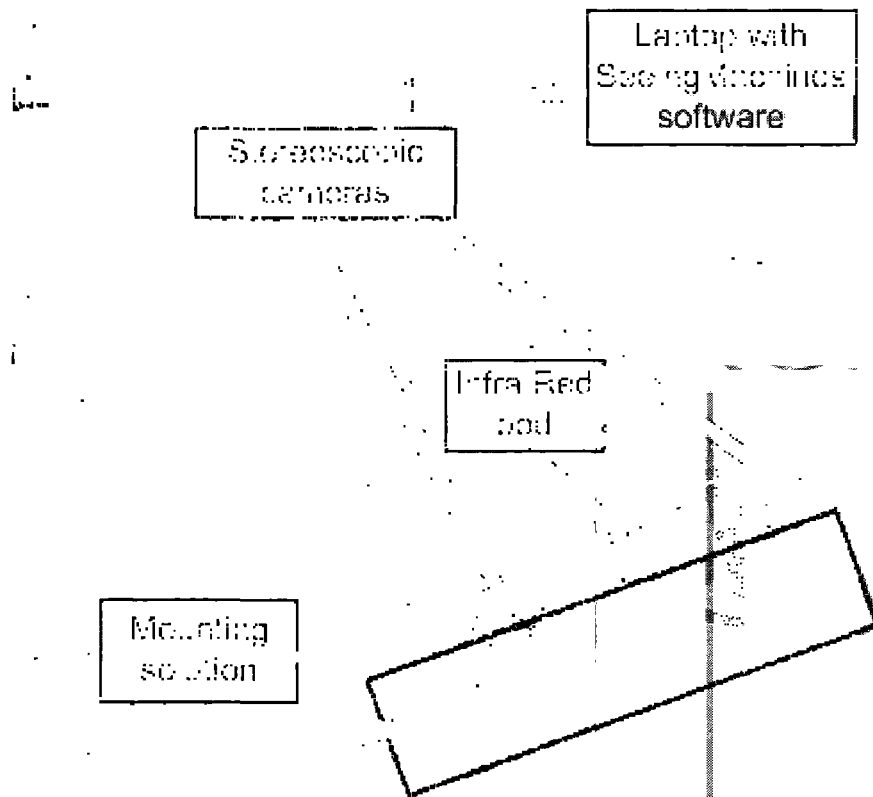 Laptop with
Seeing Machines
software
Stereoscopic
cameras
Infra Red
pod
Mounting
solution